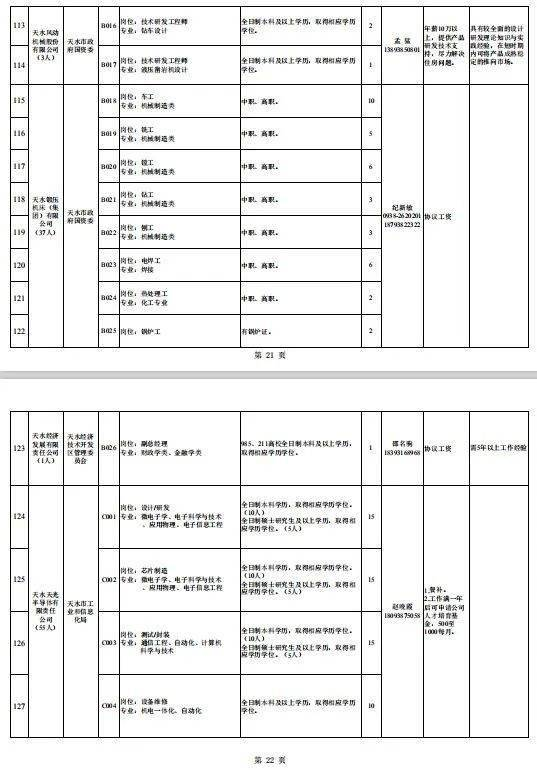 113 天水风动机械股份有限公司（3人） 天水市政府国资委 B016 岗位：技术研发工程师 专业：钻车设计 全日制本科及以上学历，取得相应学历学位。 2 孟弦 13893850801 年薪10万以上，提供产品研发技术支持，尽力解决住房问题。 具有较全面的设计研发理论知识与实践经验，在短时期内可将产品成熟稳定的推向市场。
114 B017 岗位：技术研发工程师 专业：液压凿岩机设计 全日制本科及以上学历，取得相应学历学位。 1
115 天水锻压机床（集团）有限公司（37人） 天水市政府国资委 B018 岗位：车工 专业：机械制造类 中职、高职。 10 纪新敏 0938-2620201 18793822322 协议工资
116 B019 岗位：铣工 专业：机械制造类 中职、高职。 5
117 B020 岗位：镗工 专业：机械制造类 中职、高职。 6
118 B021 岗位：钻工 专业：机械制造类 中职、高职。 3
119 B022 岗位：刨工 专业：机械制造类 中职、高职。 3
120 B023 岗位：电焊工 专业：焊接 中职、高职。 6
121 B024 岗位：热处理工 专业：化工专业 中职、高职。 2
122 B025 岗位：锅炉工 有锅炉证。 2
第 21 页
123 天水经济发展有限责任公司（1人） 天水经济技术开发区管理委员会 B026 岗位：副总经理 专业：财政学类、金融学类 985、211高校全日制本科及以上学历，取得相应学历学位。 1 邵名驹 18393168968 协议工资 需5年以上工作经验
124 天水天光半导体有限责任公司（55人） 天水市工业和信息化局 C001 岗位：设计/研发 专业：微电子学、电子科学与技术、应用物理、电子信息工程 全日制本科学历，取得相应学历学位。（10人） 全日制硕士研究生及以上学历，取得相应学历学位。（5人） 15 赵晓霞 18093875058 1.餐补。 2.工作满一年后可申请公司人才培育基金，500至1000每月。
125 C002 岗位：芯片制造 专业：微电子学、电子科学与技术、应用物理、电子信息工程 全日制本科学历，取得相应学历学位。（10人） 全日制硕士研究生及以上学历，取得相应学历学位。（5人） 15
126 C003 岗位：测试/封装 专业：通信工程、自动化、计算机科学与技术 全日制本科学历，取得相应学历学位。（10人） 全日制硕士研究生及以上学历，取得相应学历学位。（5人） 15
127 C004 岗位：设备维修 专业：机电一体化、自动化 全日制本科及以上学历，取得相应学历学位。 10
第 22 页